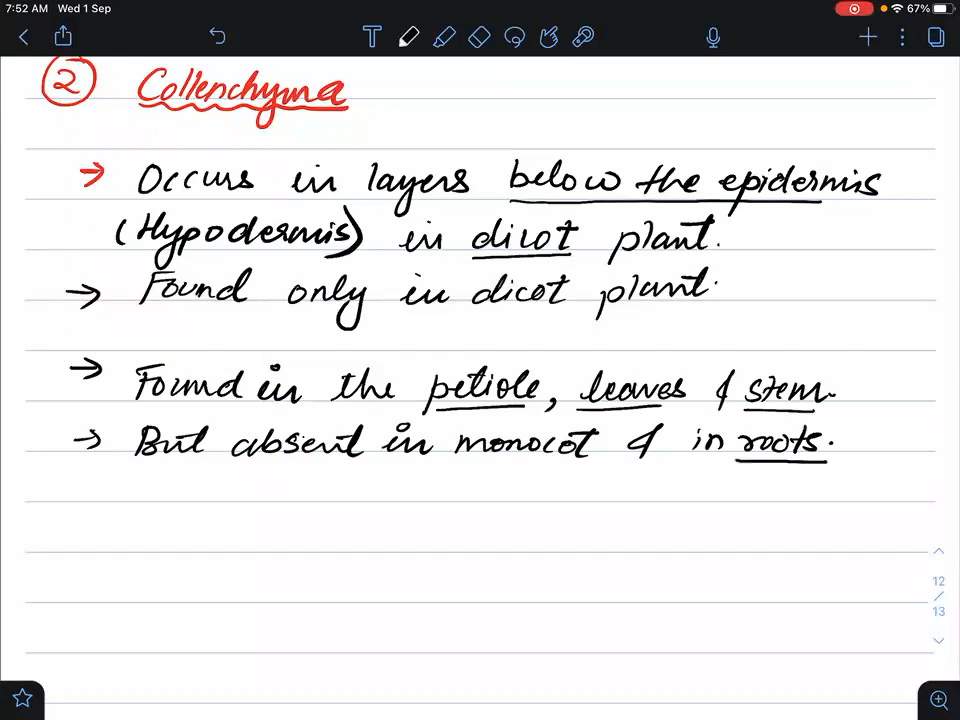 7:52 AM Wed 1 Sep
67%
T
② Collenchyma
→ Occurs in layers below the epidermis
(Hypodermis) in dicot plant.
→ Found only in dicot plant.
→ Found in the petiole, leaves & stem.
→ But absent in monocot & in roots.
12
/
13